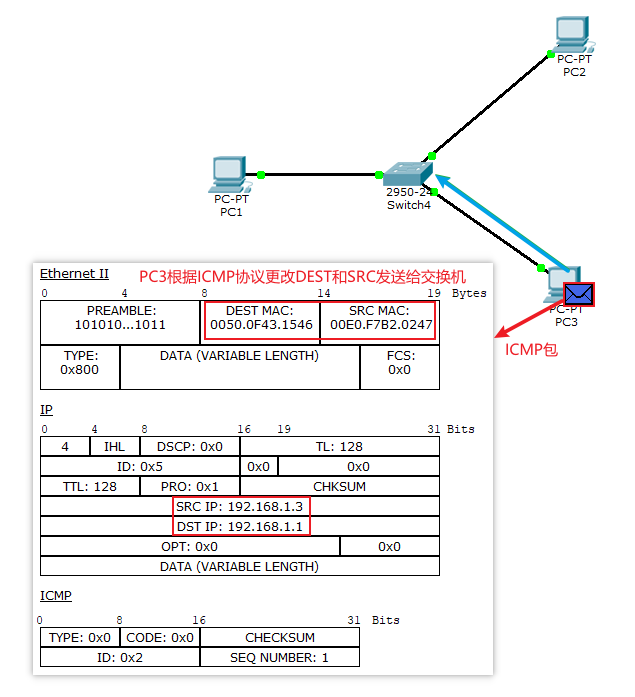 PC-PT
PC2
2950-24
Switch4
PC-PT
PC1
PC-PT
PC3
ICMP包
Ethernet II
PC3根据ICMP协议更改DEST和SRC发送给交换机
0 4 8 14 19 Bytes
PREAMBLE: DEST MAC: SRC MAC:
101010...1011 0050.0F43.1546 00E0.F7B2.0247
TYPE: DATA (VARIABLE LENGTH) FCS:
0x800 0x0
IP
0 4 8 16 19 31 Bits
4 IHL DSCP: 0x0 TL: 128
ID: 0x5 0x0 0x0
TTL: 128 PRO: 0x1 CHKSUM
SRC IP: 192.168.1.3
DST IP: 192.168.1.1
OPT: 0x0 0x0
DATA (VARIABLE LENGTH)
ICMP
0 8 16 31 Bits
TYPE: 0x0 CODE: 0x0 CHECKSUM
ID: 0x2 SEQ NUMBER: 1